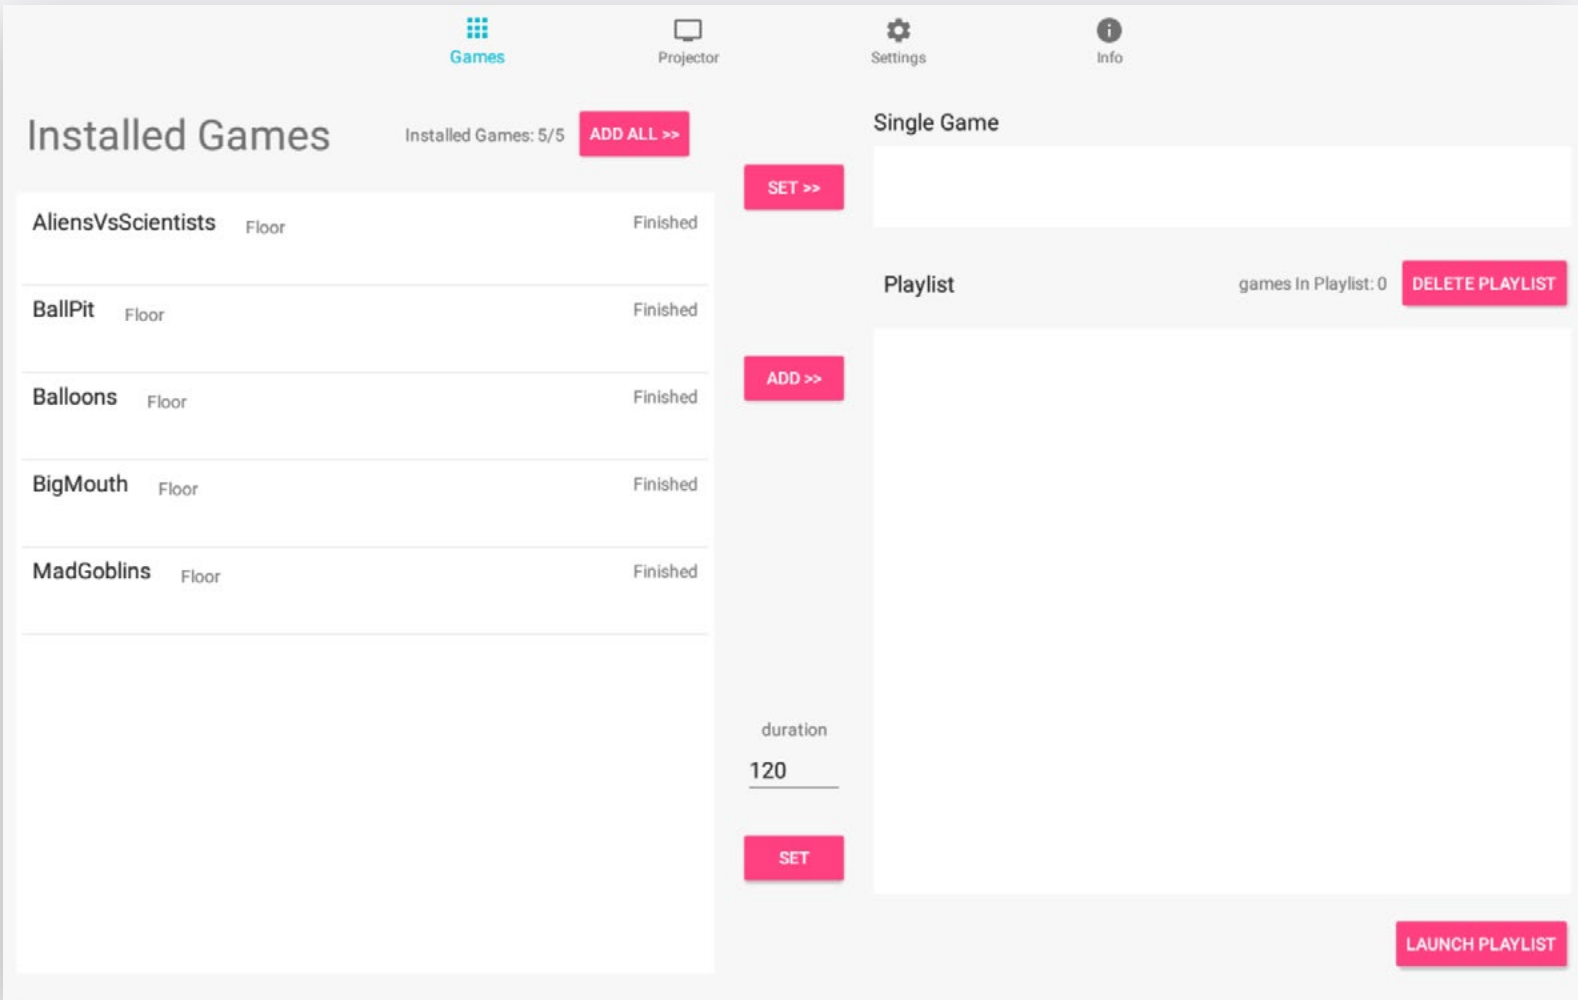 Games
Projector
Settings
Info
Installed Games
Installed Games: 5/5
ADD ALL >>
AliensVsScientists Floor Finished
BallPit Floor Finished
Balloons Floor Finished
BigMouth Floor Finished
MadGoblins Floor Finished
SET >>
ADD >>
duration
120
SET
Single Game
Playlist
games In Playlist: 0
DELETE PLAYLIST
LAUNCH PLAYLIST